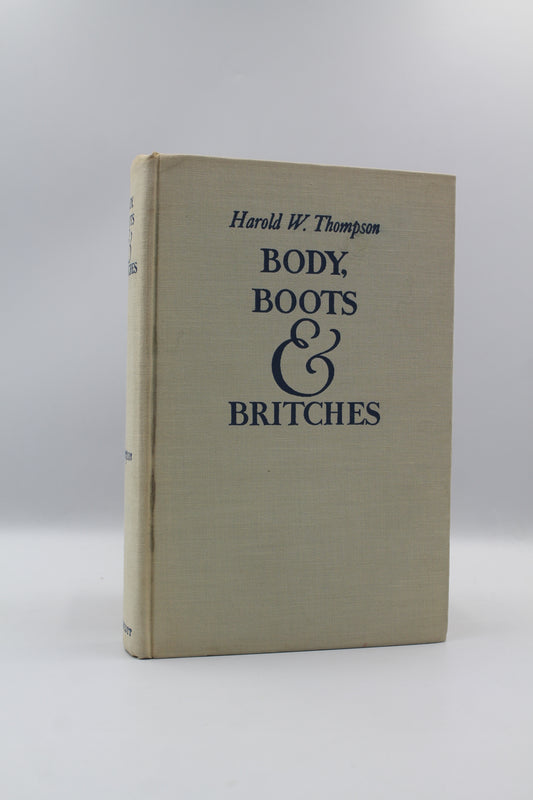 Harold W. Thompson
BODY,
BOOTS
&
BRITCHES